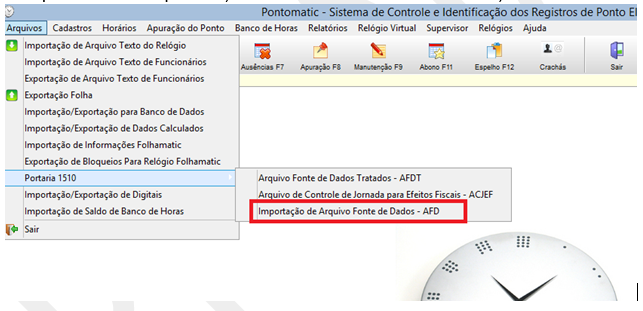 Pontomatic - Sistema de Controle e Identificação dos Registros de Ponto El
Arquivos Cadastros Horários Apuração do Ponto Banco de Horas Relatórios Relógio Virtual Supervisor Relógios Ajuda
Importação de Arquivo Texto do Relógio
Importação de Arquivo Texto de Funcionários
Exportação de Arquivo Texto de Funcionários
Exportação Folha
Importação/Exportação para Banco de Dados
Importação/Exportação de Dados Calculados
Importação de Informações Folhamatic
Exportação de Bloqueios Para Relógio Folhamatic
Portaria 1510
Importação/Exportação de Digitais
Importação de Saldo de Banco de Horas
Sair
Ausências F7 Apuração F8 Manutenção F9 Abono F11 Espelho F12 Crachás Sair
Arquivo Fonte de Dados Tratados - AFDT
Arquivo de Controle de Jornada para Efeitos Fiscais - ACJEF
Importação de Arquivo Fonte de Dados - AFD